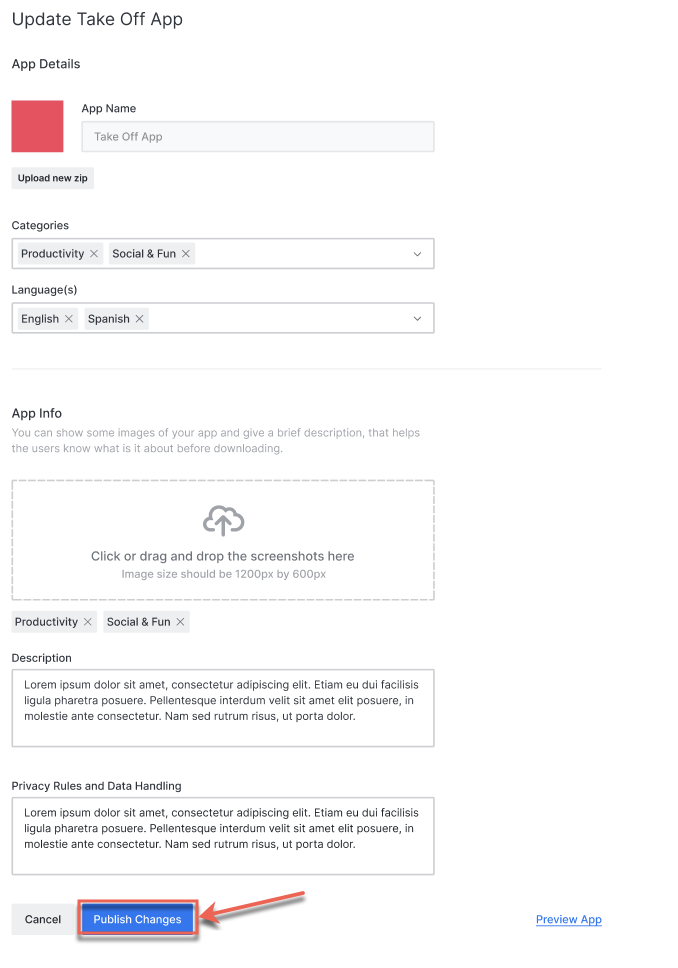 Update Take Off App
App Details
App Name
Take Off App
Upload new zip
Categories
Productivity
Social & Fun
Language(s)
English
Spanish
App Info
You can show some images of your app and give a brief description, that helps
the users know what is it about before downloading.
Click or drag and drop the screenshots here
Image size should be 1200px by 600px
Productivity
Social & Fun
Description
Lorem ipsum dolor sit amet, consectetur adipiscing elit. Etiam eu dui facilisis
ligula pharetra posuere. Pellentesque interdum velit sit amet elit posuere, in
molestie ante consectetur. Nam sed rutrum risus, ut porta dolor.
Privacy Rules and Data Handling
Lorem ipsum dolor sit amet, consectetur adipiscing elit. Etiam eu dui facilisis
ligula pharetra posuere. Pellentesque interdum velit sit amet elit posuere, in
molestie ante consectetur. Nam sed rutrum risus, ut porta dolor.
Cancel
Publish Changes
Preview App